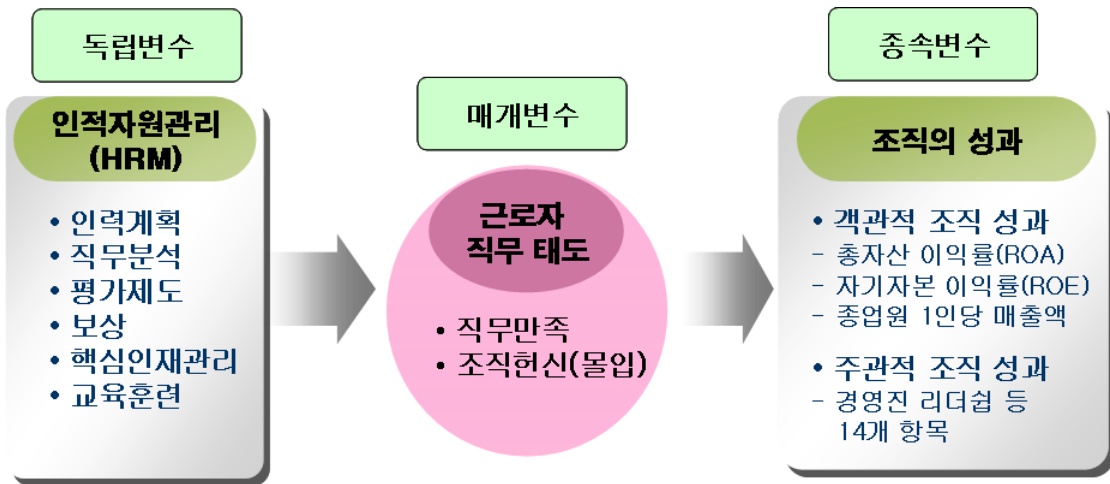 독립변수
인적자원관리
(HRM)
• 인력계획
• 직무분석
• 평가제도
• 보상
• 핵심인재관리
• 교육훈련
매개변수
근로자
직무 태도
• 직무만족
• 조직헌신(몰입)
종속변수
조직의 성과
• 객관적 조직 성과
- 총자산 이익률(ROA)
- 자기자본 이익률(ROE)
- 종업원 1인당 매출액
• 주관적 조직 성과
- 경영진 리더쉽 등
14개 항목